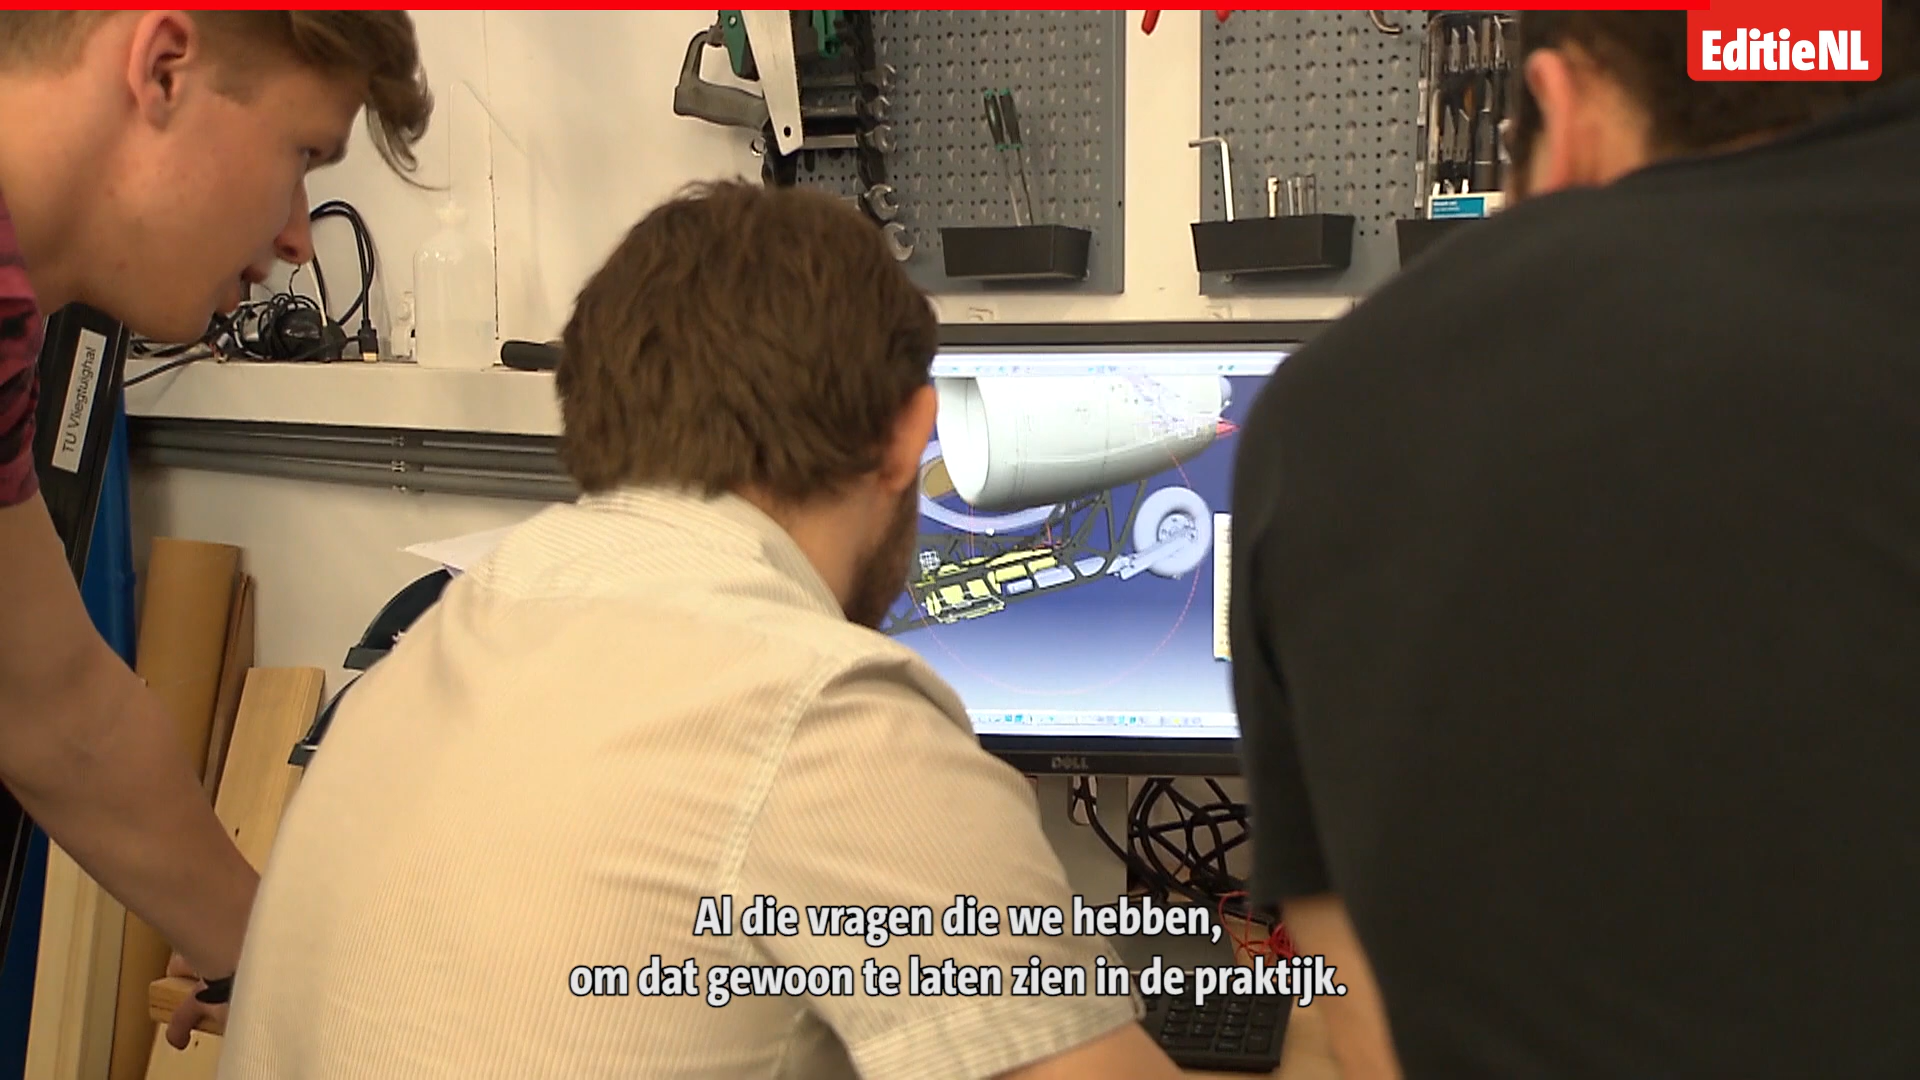 EditieNL
TU Vliegtuighal
DELL
Al die vragen die we hebben,
om dat gewoon te laten zien in de praktijk.